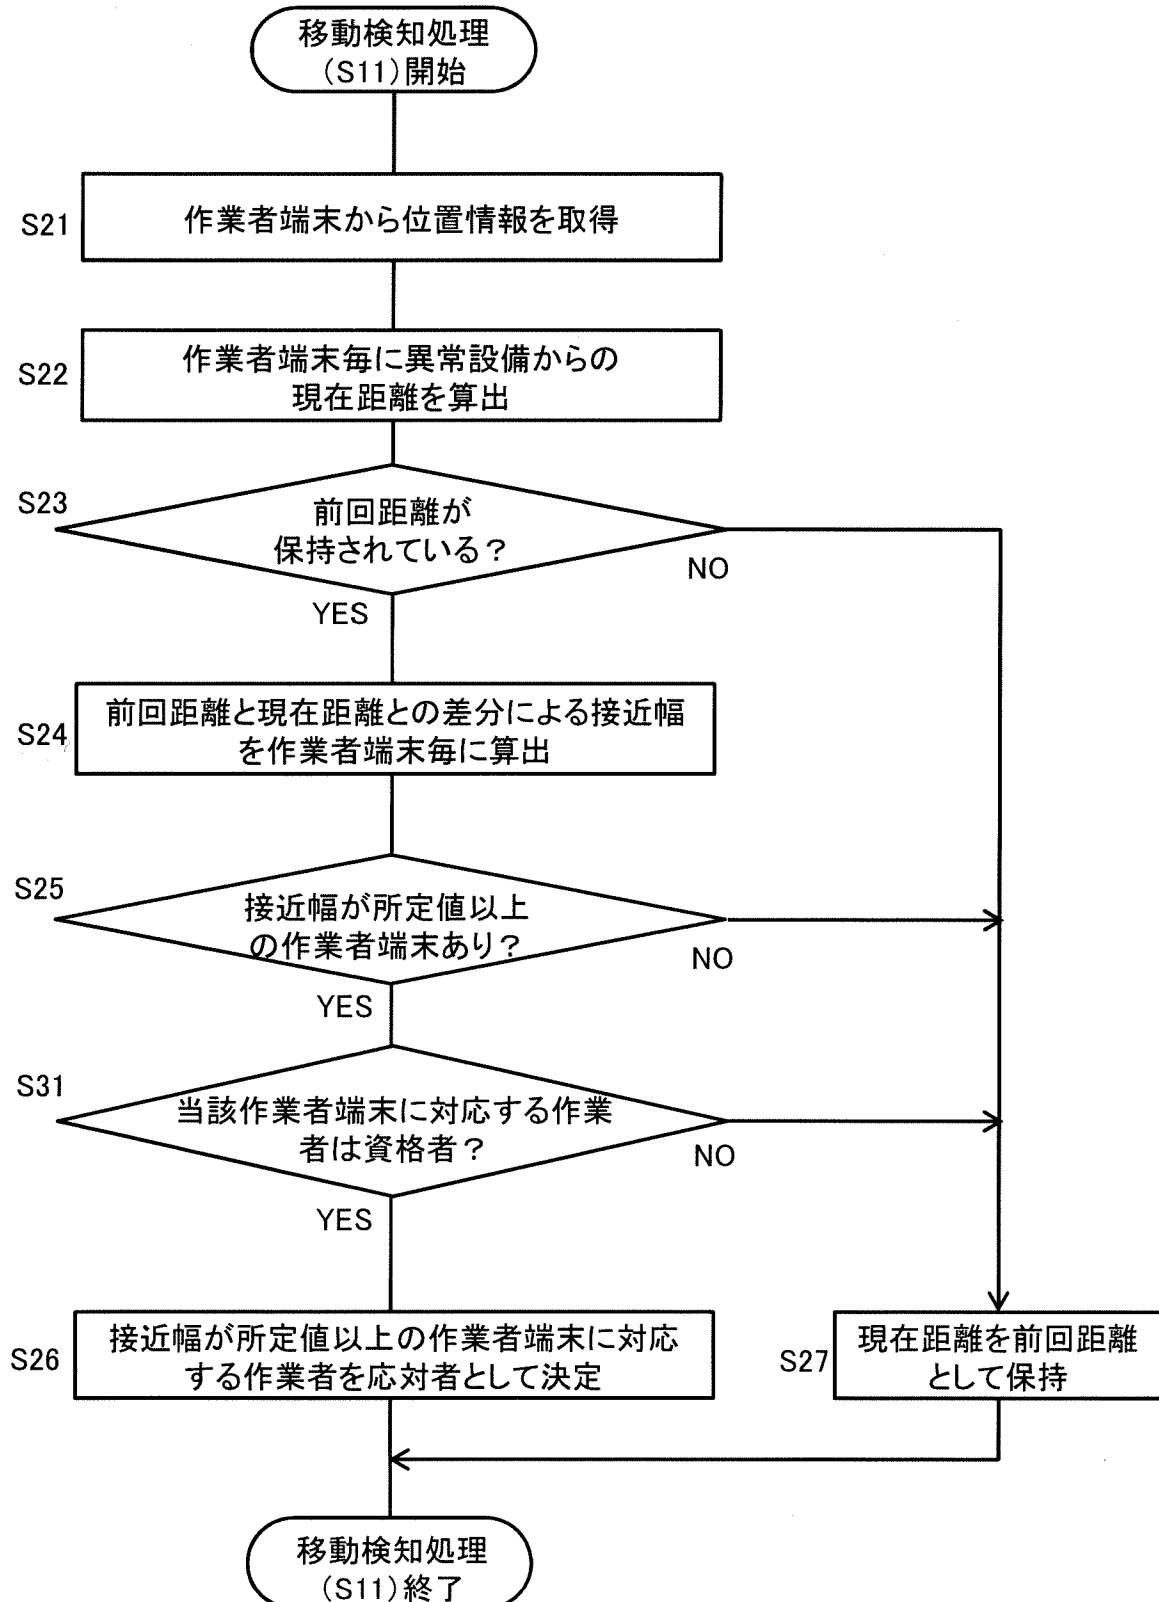 移動検知処理
（S11）開始
S21
作業者端末から位置情報を取得
S22
作業者端末毎に異常設備からの
現在距離を算出
S23
前回距離が
保持されている？
NO
YES
S24
前回距離と現在距離との差分による接近幅
を作業者端末毎に算出
S25
接近幅が所定値以上
の作業者端末あり？
NO
YES
S31
当該作業者端末に対応する作業
者は資格者？
NO
YES
S26
接近幅が所定値以上の作業者端末に対応
する作業者を応対者として決定
S27
現在距離を前回距離
として保持
移動検知処理
（S11）終了